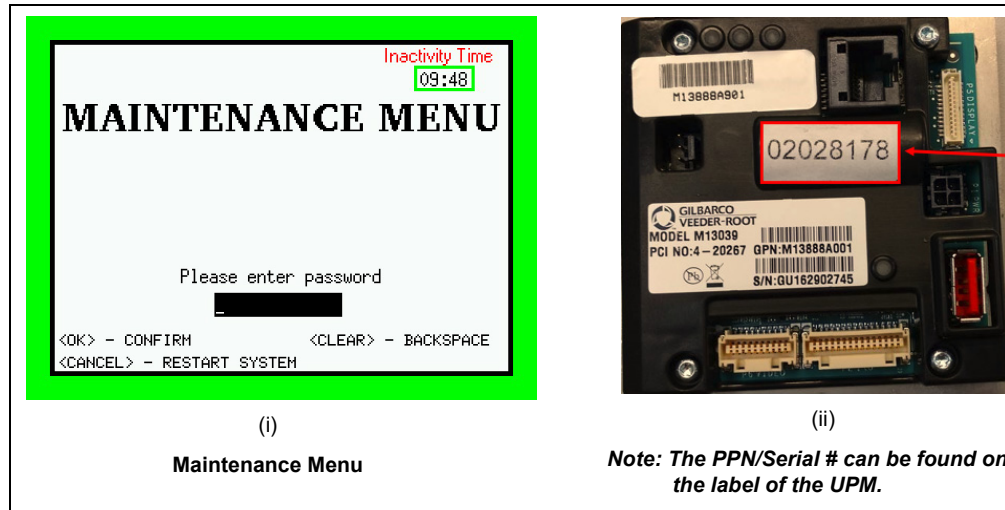 Inactivity Time
09:48
MAINTENANCE MENU
Please enter password
_
<OK> - CONFIRM <CLEAR> - BACKSPACE
<CANCEL> - RESTART SYSTEM
(i)
Maintenance Menu
M13888A901
P5DISPLAY
02028178
GILBARCO
VEEDER-ROOT
MODEL M13039
PCI NO:4-20267 GPN:M13888A001
Pb
S/N:GU162902745
(ii)
Note: The PPN/Serial # can be found on
the label of the UPM.